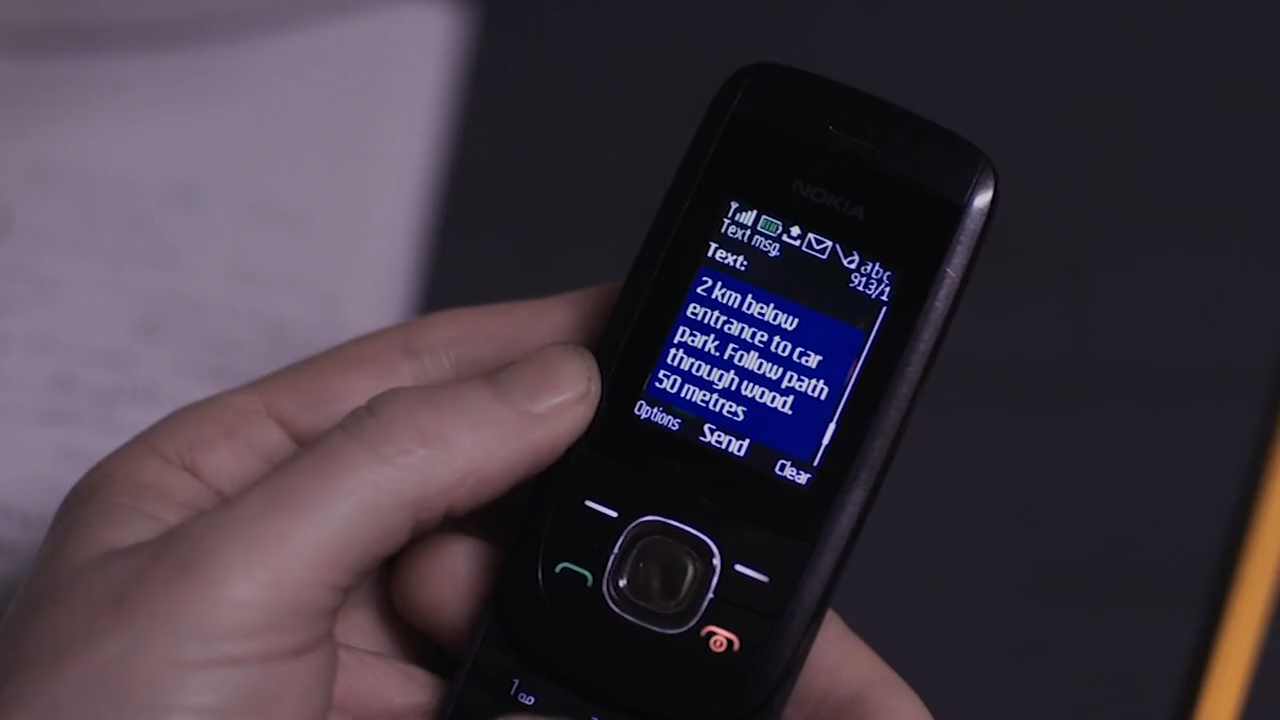 NOKIA
abc
Text msg.
913/1
Text:
2 km below
entrance to car
park. Follow path
through wood.
50 metres
Options
Send
Clear
1